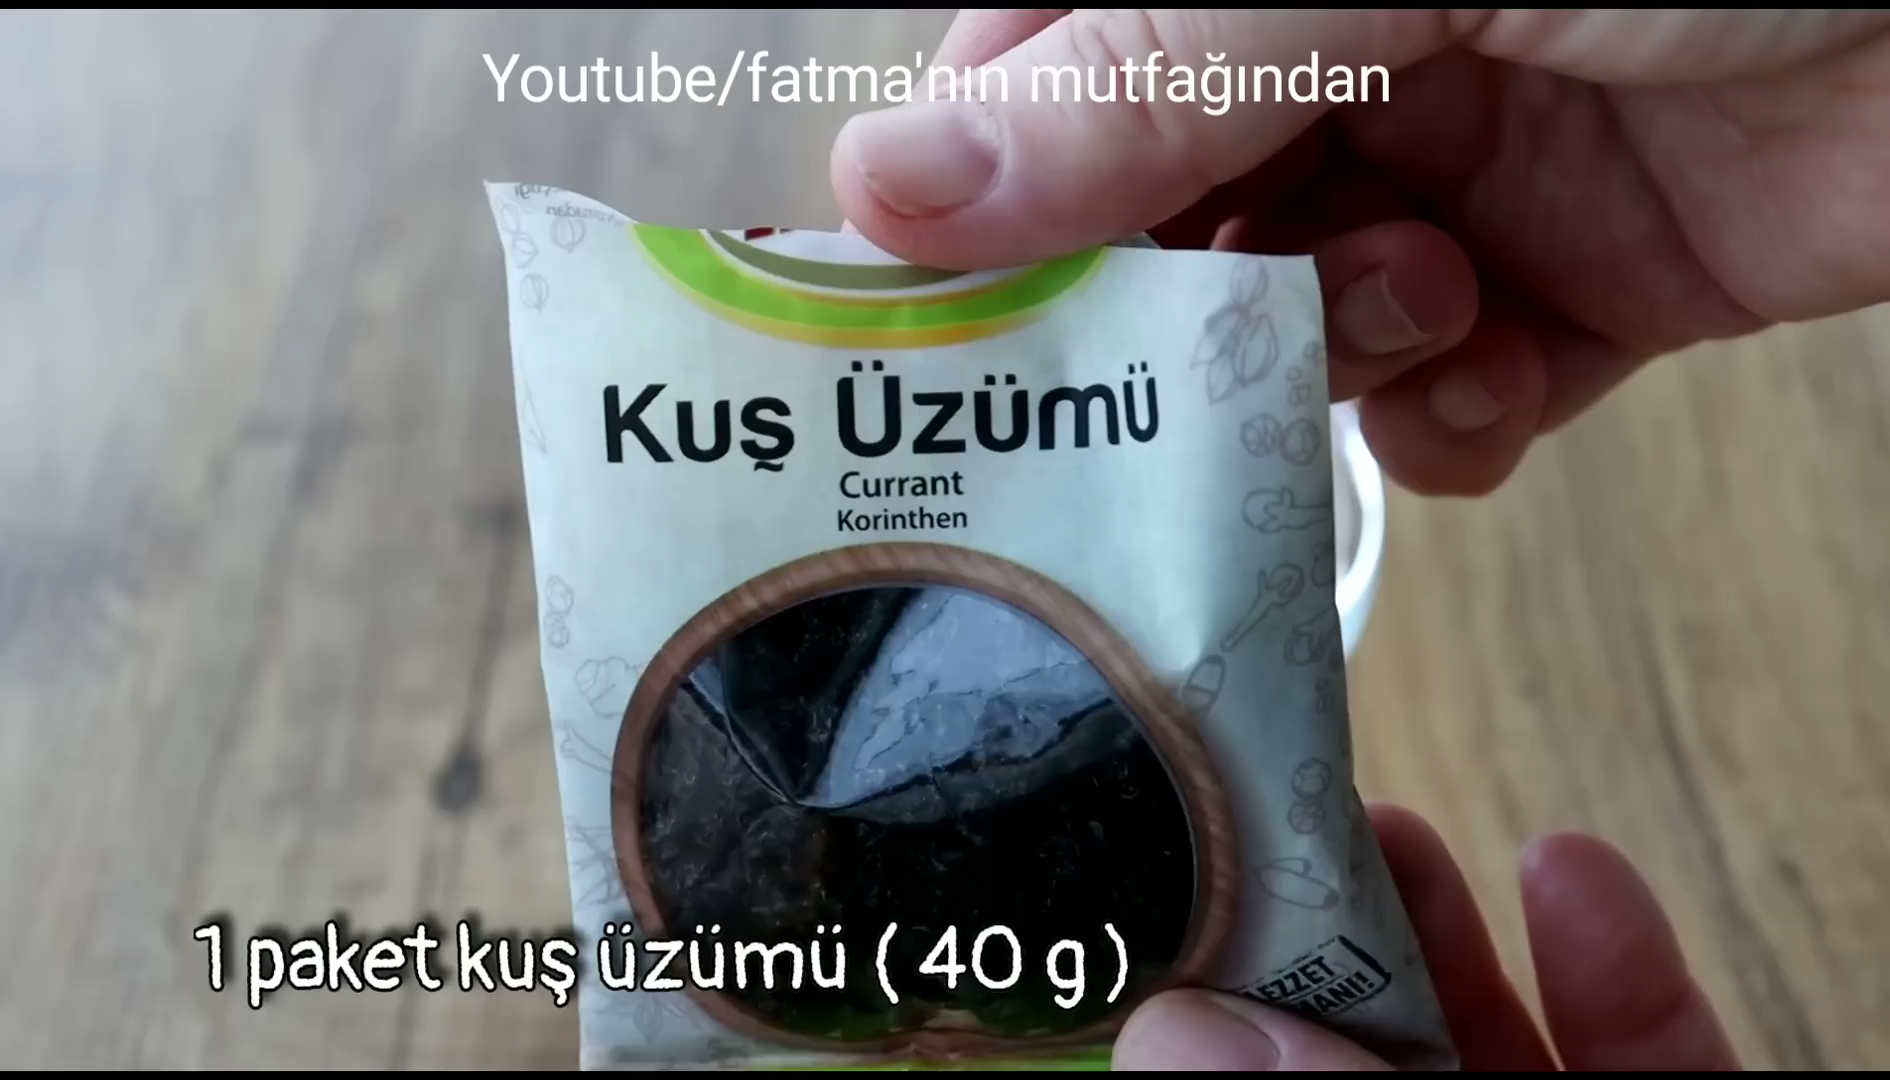 Youtube/fatma'nın mutfağından
Kuş Üzümü
Currant
Korinthen
1 paket kuş üzümü ( 40 g )